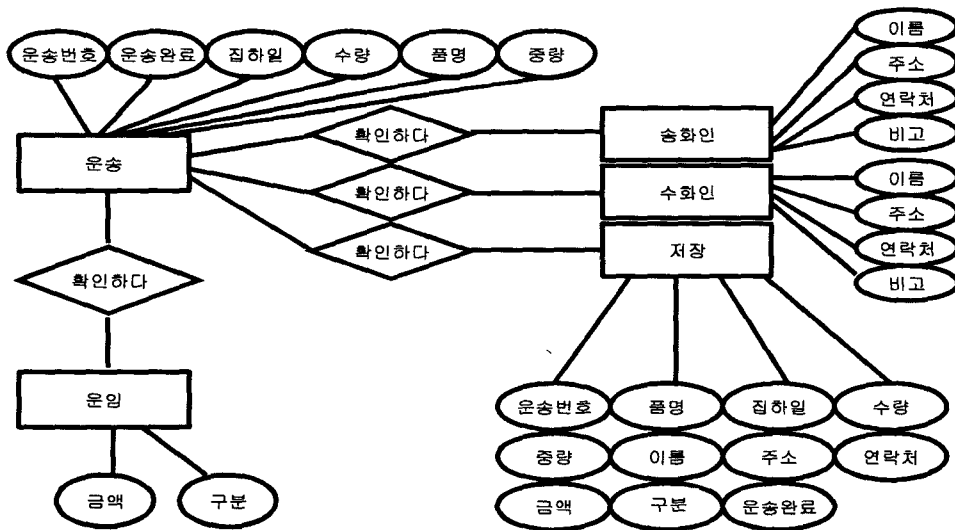 운송번호 운송완료 집하일 수량 품명 중량
이름
주소
연락처
비고
운송 확인하다 송화인
확인하다 수화인
확인하다 저장
이름
주소
연락처
비고
확인하다
운임
금액 구분
운송번호 품명 집하일 수량
중량 이름 주소 연락처
금액 구분 운송완료